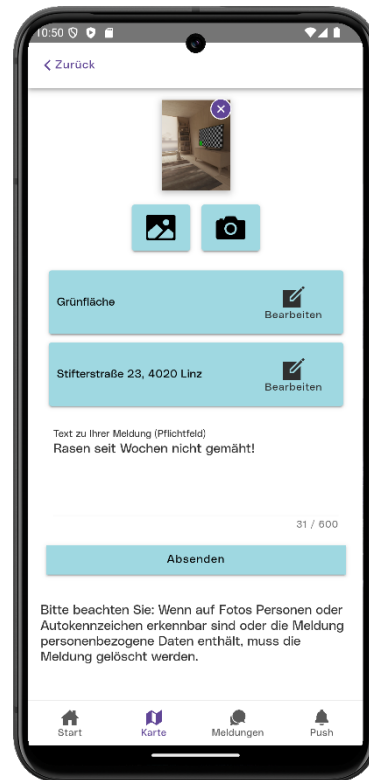 10:50
Zurück
Grünfläche
Bearbeiten
Stifterstraße 23, 4020 Linz
Bearbeiten
Text zu Ihrer Meldung (Pflichtfeld)
Rasen seit Wochen nicht gemäht!
31 / 600
Absenden
Bitte beachten Sie: Wenn auf Fotos Personen oder
Autokennzeichen erkennbar sind oder die Meldung
personenbezogene Daten enthält, muss die
Meldung gelöscht werden.
Start Karte Meldungen Push